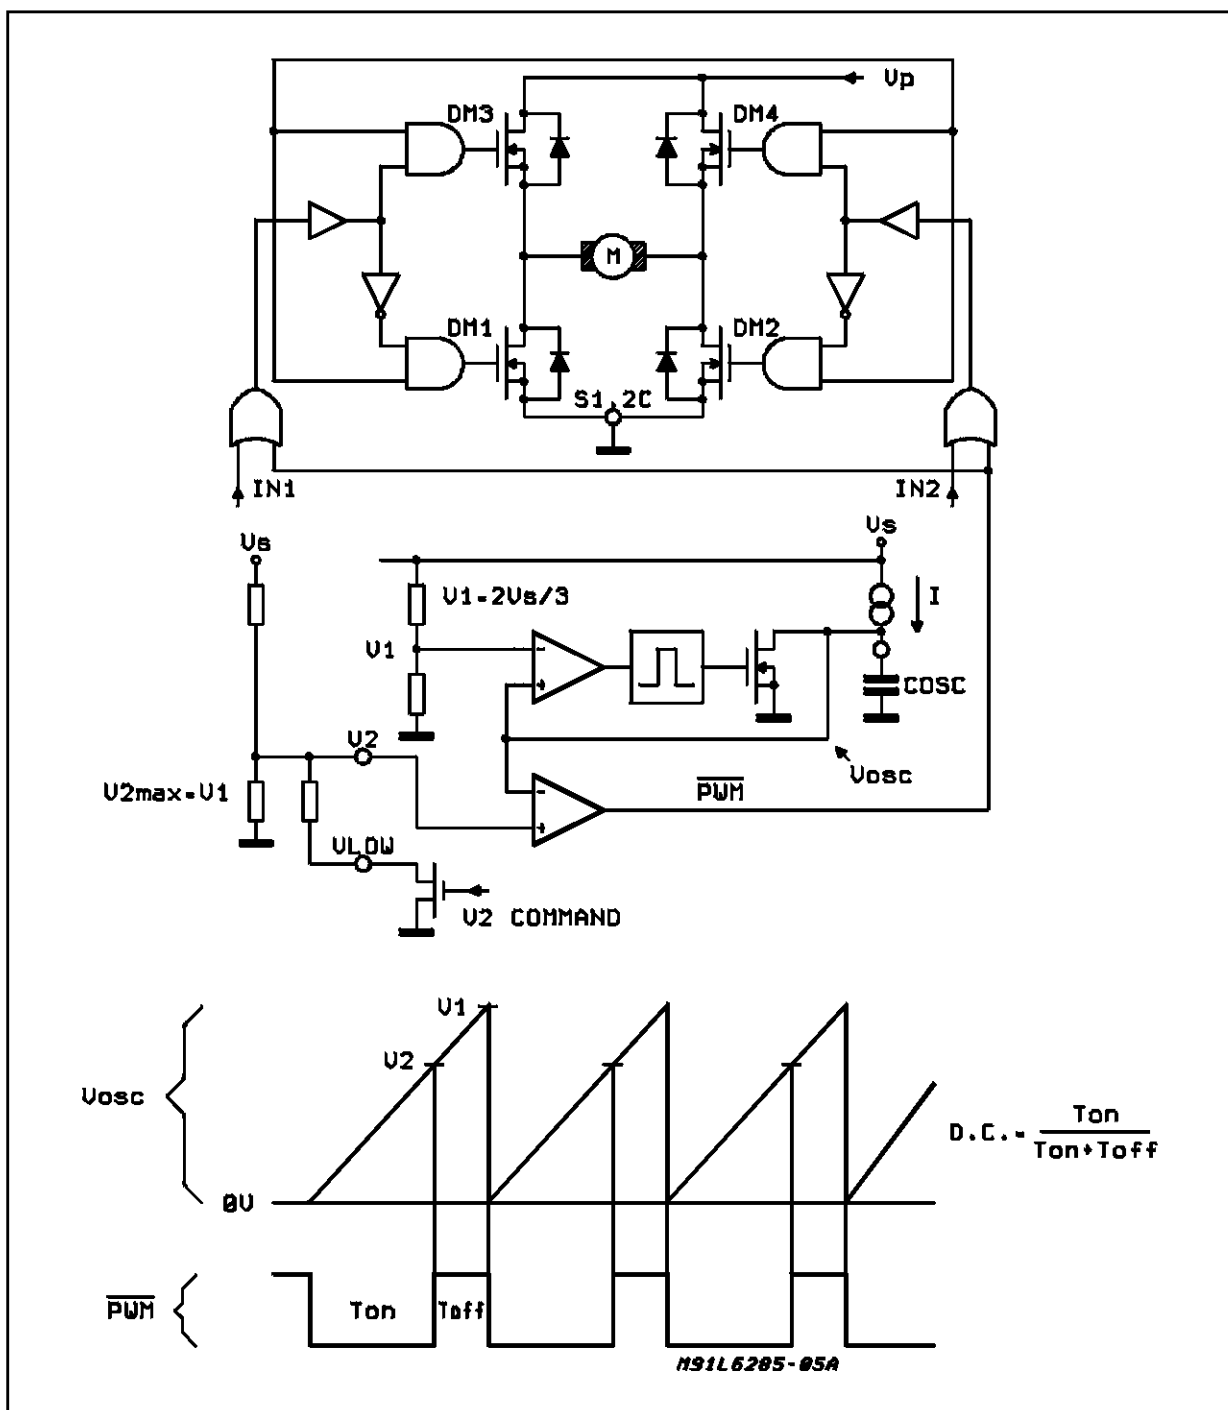 Vp
DM3
DM4
M
DM1
DM2
S1,2C
IN1
IN2
Vs
Vs
V1=2Vs/3
I
V1
COSC
V2
Vosc
V2max=V1
PWM
VLOW
V2 COMMAND
V1
V2
Vosc
D.C.= Ton
Ton+Toff
0V
PWM
Ton
Toff
M91L6205-05A